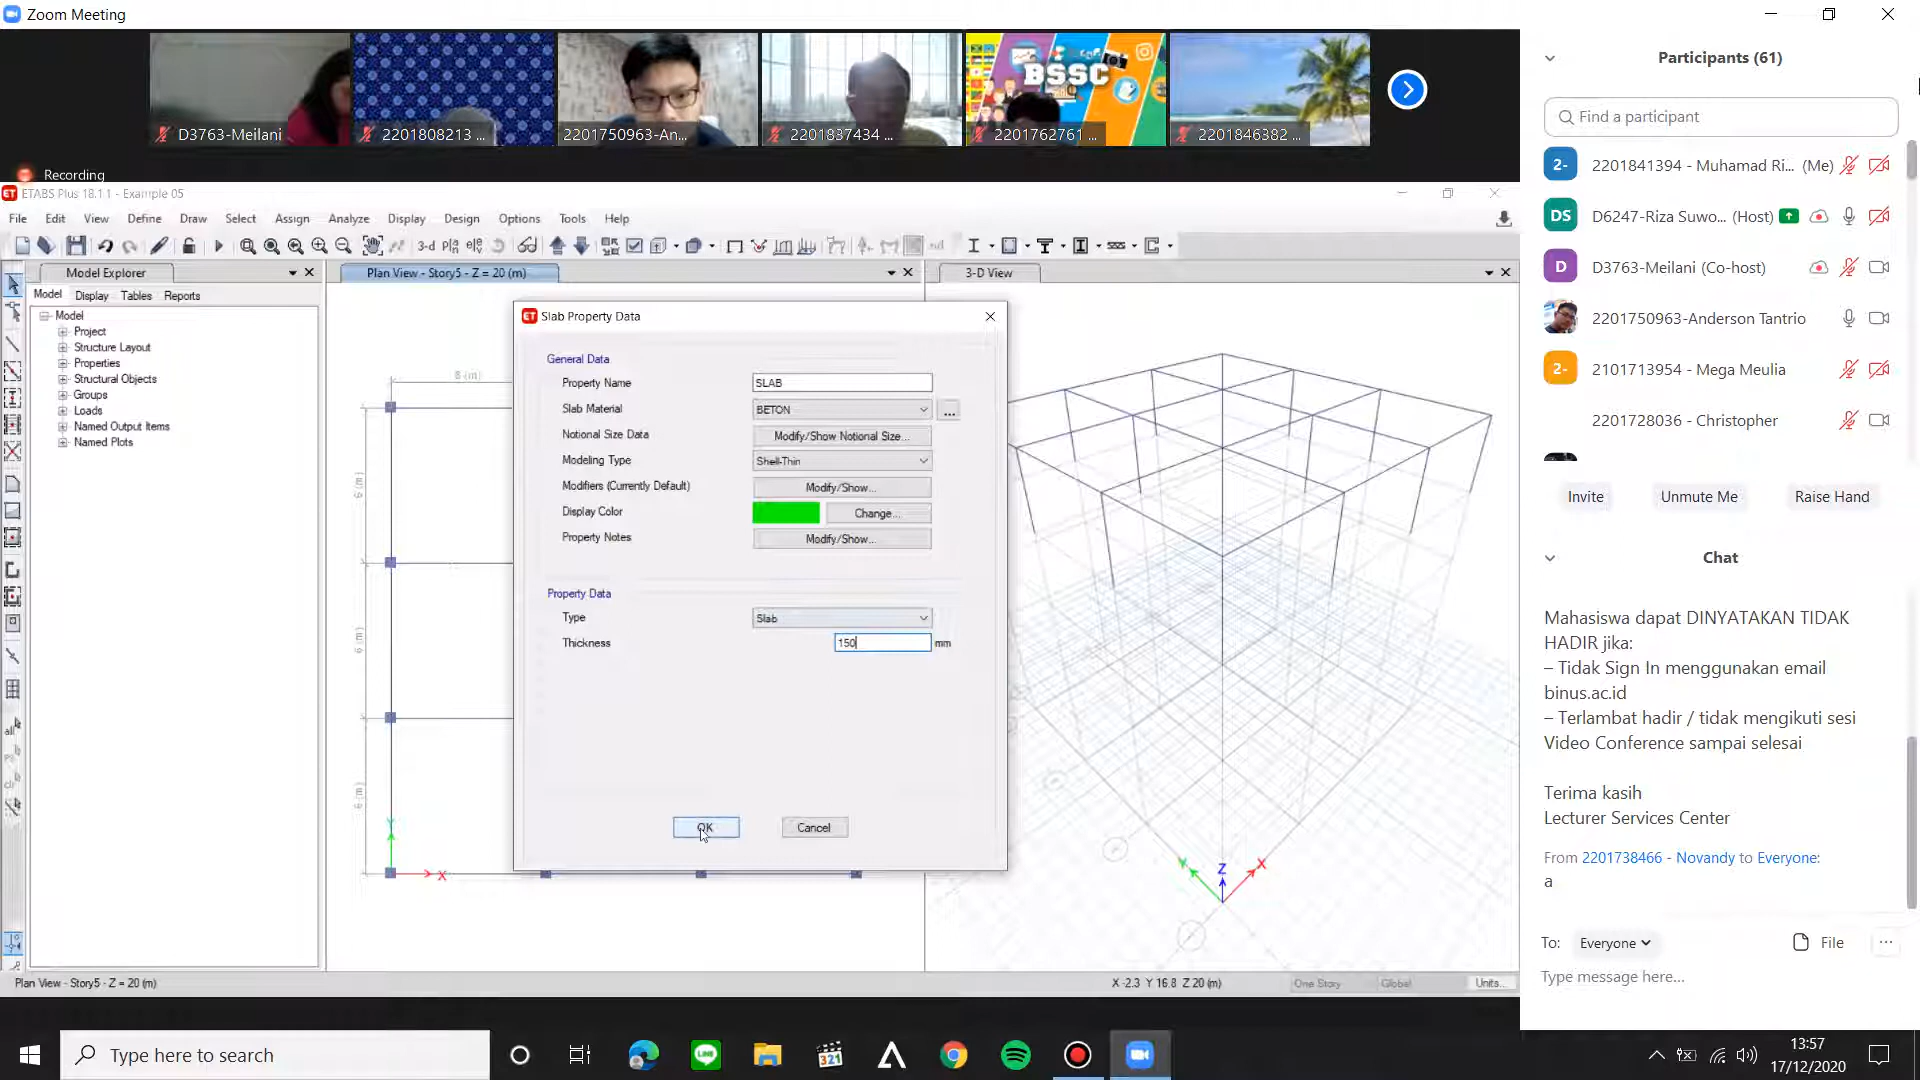 Zoom Meeting
BSSC
D3763-Meilani
2201808213 ...
2201750963-An...
2201837434 ...
2201762761 ...
2201846382 ...
Recording
ETABS Plus 18.1.1 - Example 05
File Edit View Define Draw Select Assign Analyze Display Design Options Tools Help
3-d
Model Explorer
Plan View - Story5 - Z = 20 (m)
3-D View
Model Display Tables Reports
Model
Project
Structure Layout
Properties
Structural Objects
Groups
Loads
Named Output Items
Named Plots
8 (m)
6 (m)
6 (m)
6 (m)
Y
X
Slab Property Data
General Data
Property Name SLAB
Slab Material BETON ...
Notional Size Data Modify/Show Notional Size...
Modeling Type Shell-Thin
Modifiers (Currently Default) Modify/Show...
Display Color Change...
Property Notes Modify/Show...
Property Data
Type Slab
Thickness 150 mm
OK Cancel
Y Z X
Plan View - Story5 - Z = 20 (m)
X -2.3 Y 16.8 Z 20 (m)
One Story
Global
Units...
Participants (61)
Find a participant
2- 2201841394 - Muhamad Ri... (Me)
DS D6247-Riza Suwo... (Host)
D D3763-Meilani (Co-host)
2201750963-Anderson Tantrio
2- 2101713954 - Mega Meulia
2201728036 - Christopher
Invite Unmute Me Raise Hand
Chat
Mahasiswa dapat DINYATAKAN TIDAK
HADIR jika:
– Tidak Sign In menggunakan email
binus.ac.id
– Terlambat hadir / tidak mengikuti sesi
Video Conference sampai selesai
Terima kasih
Lecturer Services Center
From 2201738466 - Novandy to Everyone:
a
To: Everyone File ...
Type message here...
Type here to search
321
13:57
17/12/2020